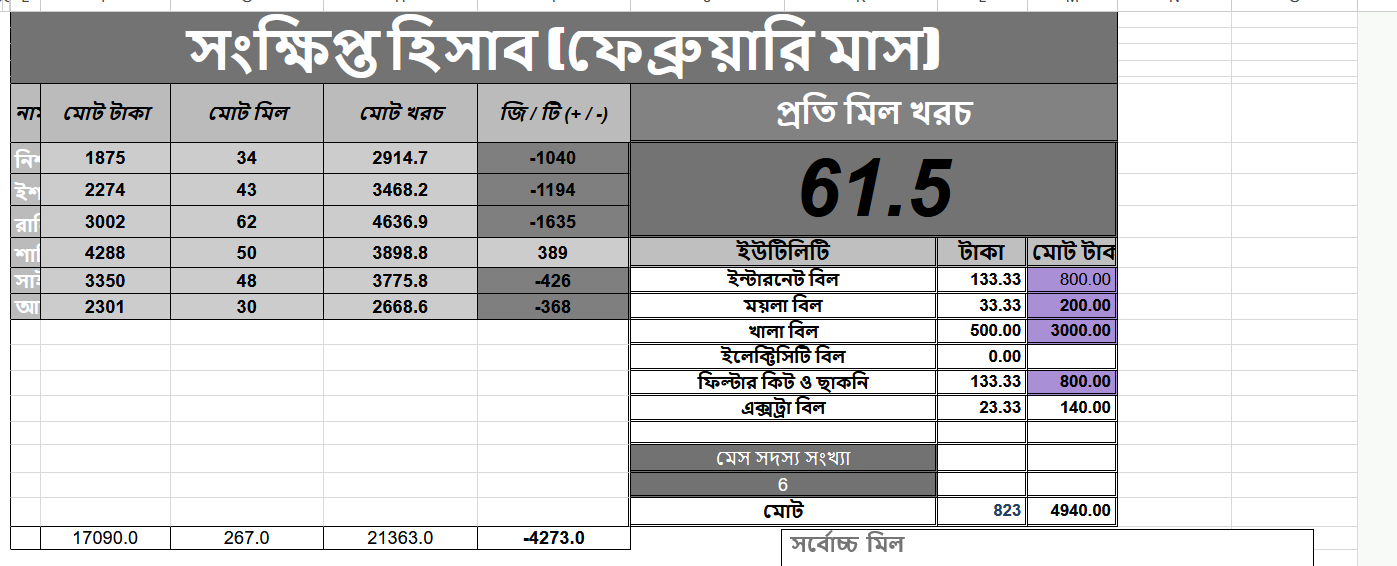 সংক্ষিপ্ত হিসাব (ফেব্রুয়ারি মাস)
মোট টাকা মোট মিল মোট খরচ জি / টি (+ / -) প্রতি মিল খরচ
1875 34 2914.7 -1040 61.5
2274 43 3468.2 -1194
3002 62 4636.9 -1635
4288 50 3898.8 389 ইউটিলিটি টাকা মোট টাক
3350 48 3775.8 -426 ইন্টারনেট বিল 133.33 800.00
2301 30 2668.6 -368 ময়লা বিল 33.33 200.00
খালা বিল 500.00 3000.00
ইলেক্ট্রিসিটি বিল 0.00
ফিল্টার কিট ও ছাকনি 133.33 800.00
এক্সট্রা বিল 23.33 140.00
মেস সদস্য সংখ্যা
6
মোট 823 4940.00
17090.0 267.0 21363.0 -4273.0
সর্বোচ্চ মিল